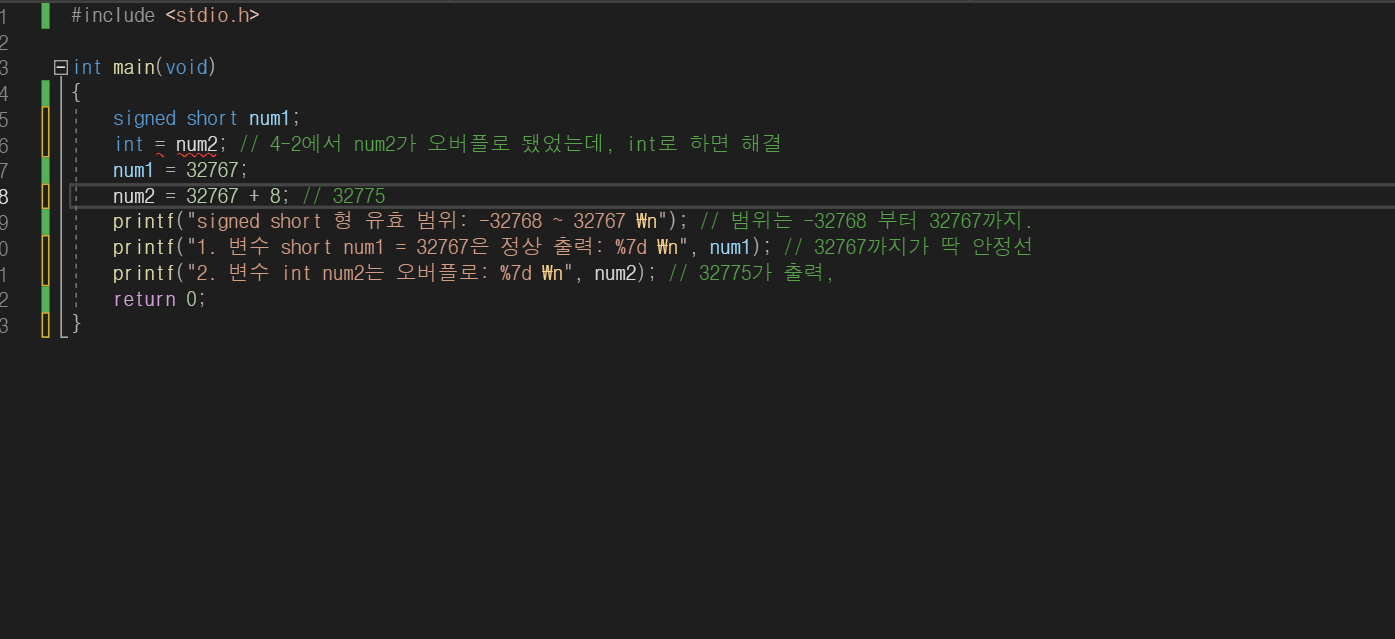 1 #include <stdio.h>
2
3 int main(void)
4 {
5 signed short num1;
6 int = num2; // 4-2에서 num2가 오버플로 됐었는데, int로 하면 해결
7 num1 = 32767;
8 num2 = 32767 + 8; // 32775
9 printf("signed short 형 유효 범위: -32768 ~ 32767 ₩n"); // 범위는 -32768 부터 32767까지.
0 printf("1. 변수 short num1 = 32767은 정상 출력: %7d ₩n", num1); // 32767까지가 딱 안정선
1 printf("2. 변수 int num2는 오버플로: %7d ₩n", num2); // 32775가 출력,
2 return 0;
3 }